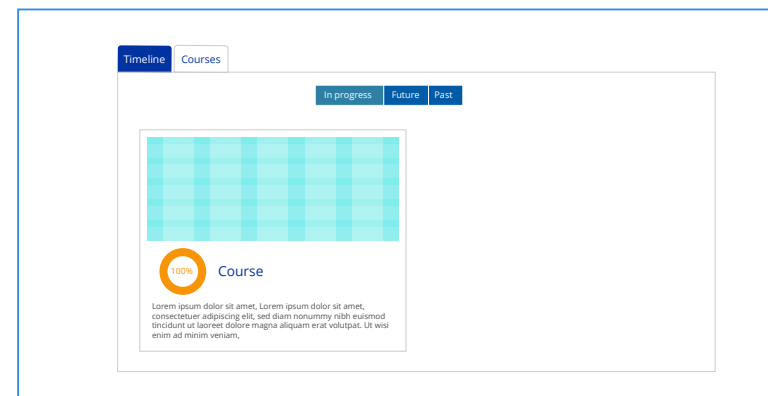 Timeline Courses
In progress Future Past
100% Course
Lorem ipsum dolor sit amet, Lorem ipsum dolor sit amet,
consectetuer adipiscing elit, sed diam nonummy nibh euismod
tincidunt ut laoreet dolore magna aliquam erat volutpat. Ut wisi
enim ad minim veniam,